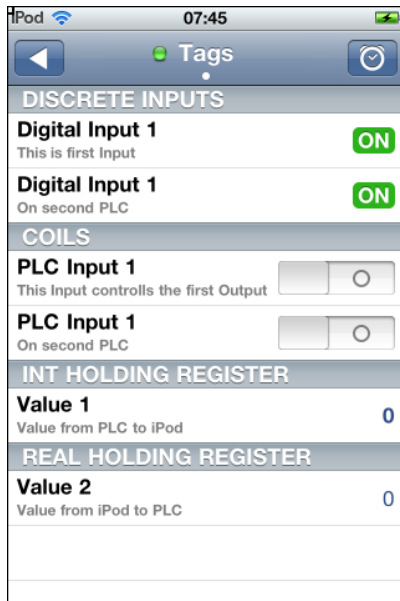 iPod 07:45
Tags
DISCRETE INPUTS
Digital Input 1
This is first Input
ON
Digital Input 1
On second PLC
ON
COILS
PLC Input 1
This Input controlls the first Output
PLC Input 1
On second PLC
INT HOLDING REGISTER
Value 1
Value from PLC to iPod
0
REAL HOLDING REGISTER
Value 2
Value from iPod to PLC
0